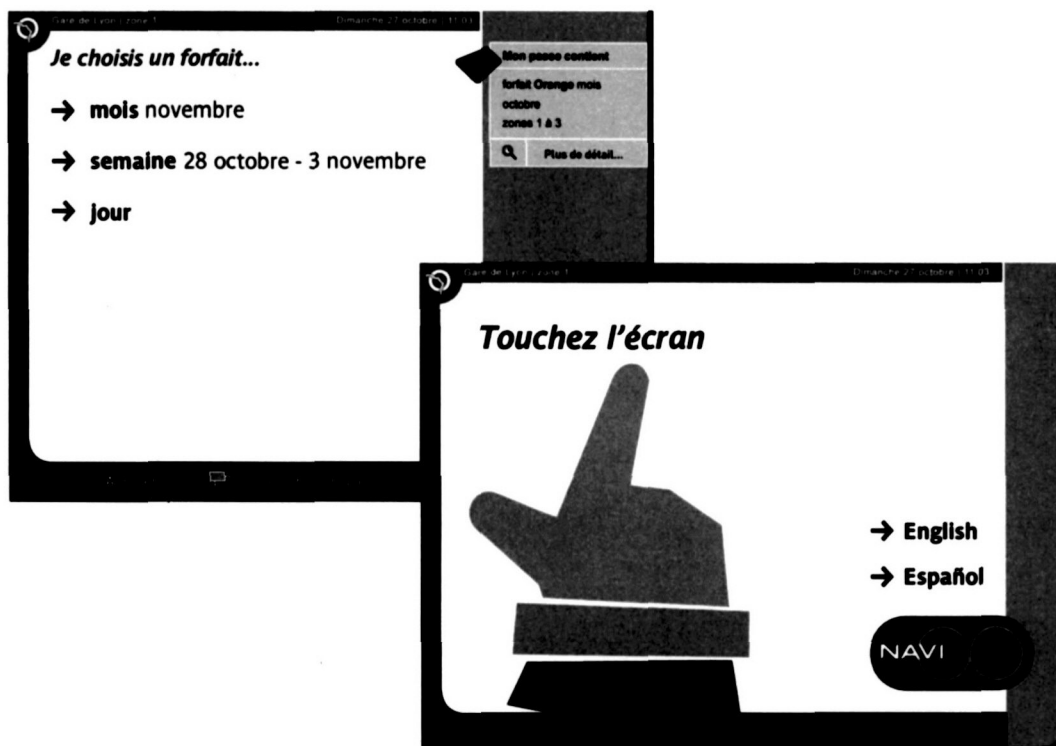 Gare de Lyon | zone 1
Dimanche 27 octobre | 11:03
Je choisis un forfait...
→ mois novembre
→ semaine 28 octobre - 3 novembre
→ jour
Mon passe contient
forfait Orange mois
octobre
zones 1 à 3
Plus de détail...
Gare de Lyon | zone 1
Dimanche 27 octobre | 11:03
Touchez l'écran
→ English
→ Español
NAVI